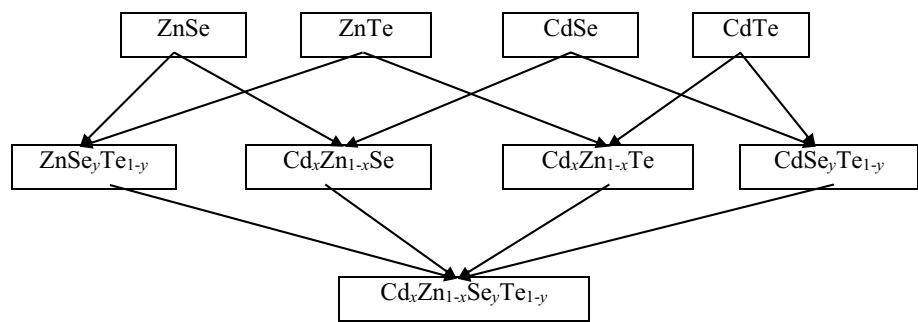 ZnSe ZnTe CdSe CdTe
ZnSeyTe1-y CdxZn1-xSe CdxZn1-xTe CdSeyTe1-y
CdxZn1-xSeyTe1-y